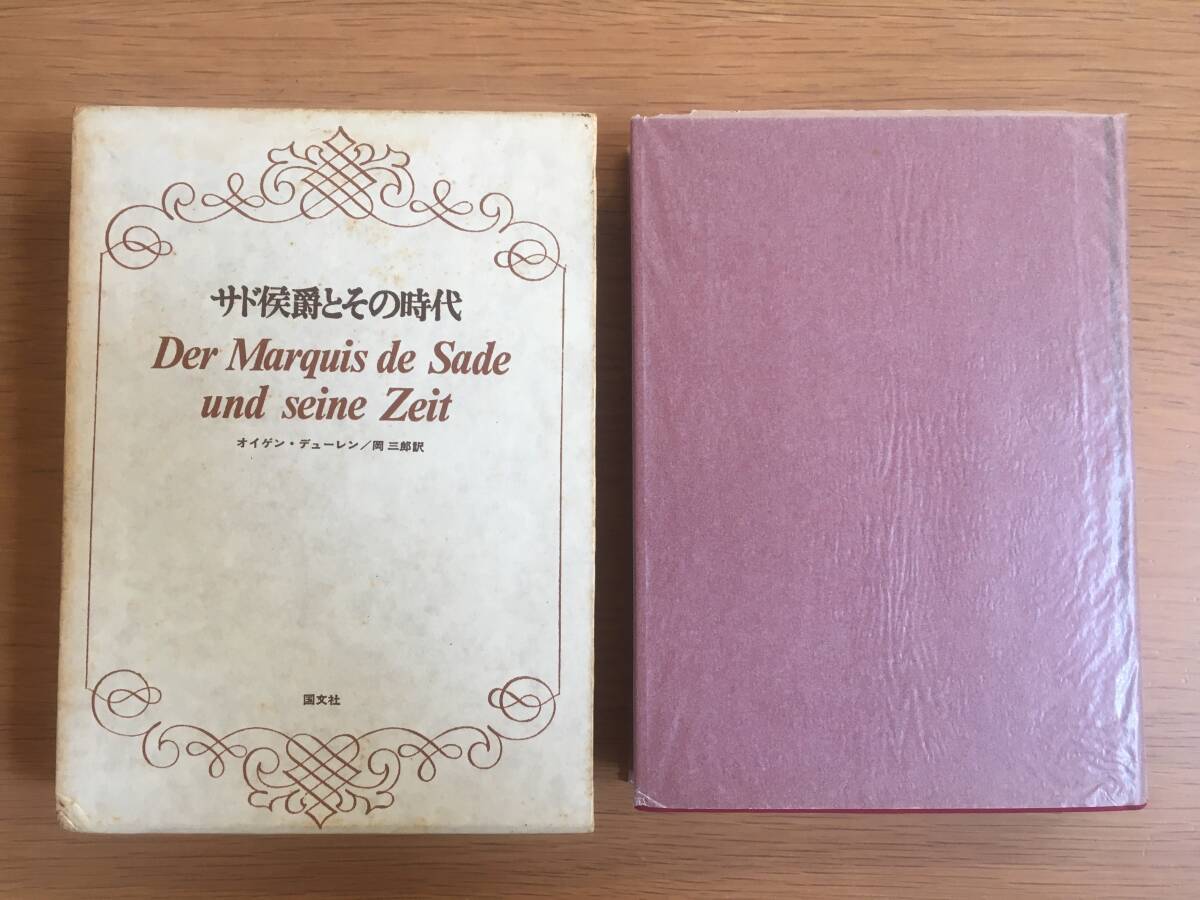 サド侯爵とその時代
Der Marquis de Sade
und seine Zeit
オイゲン・デューレン/岡 三郎訳
国文社